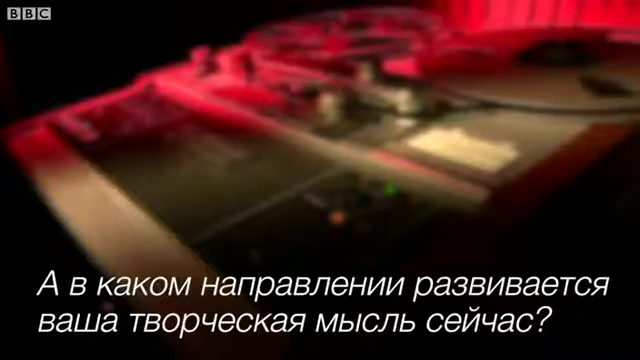 BBC
А в каком направлении развивается
ваша творческая мысль сейчас?